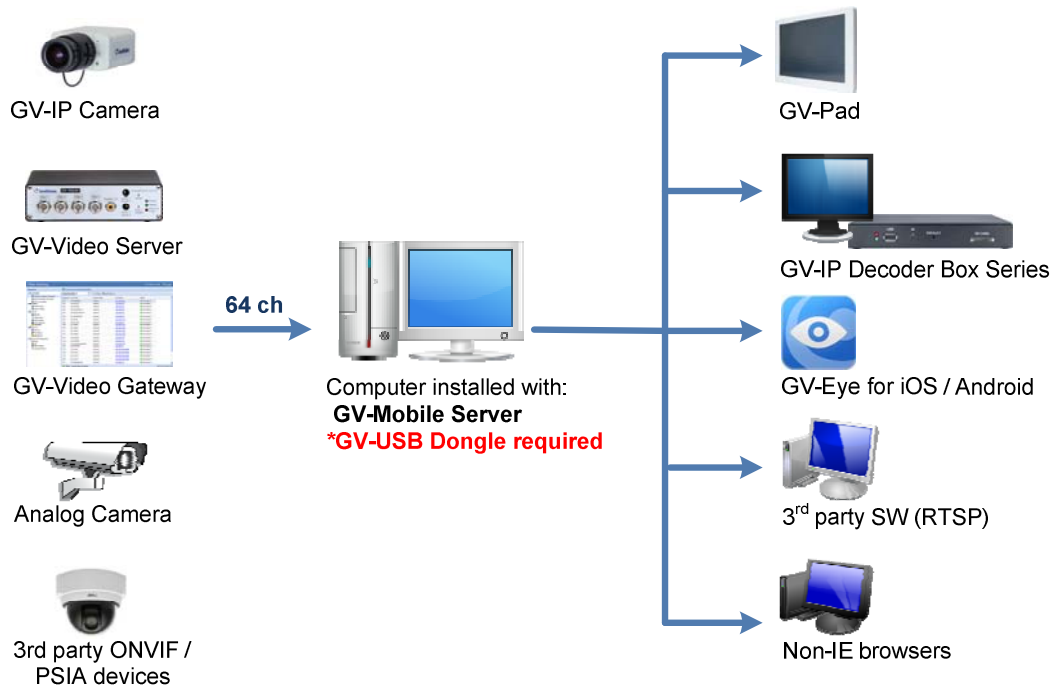 GV-IP Camera
GV-Video Server
GV-Video Gateway
Analog Camera
3rd party ONVIF /
PSIA devices
64 ch
Computer installed with:
GV-Mobile Server
*GV-USB Dongle required
GV-Pad
GV-IP Decoder Box Series
GV-Eye for iOS / Android
3rd party SW (RTSP)
Non-IE browsers